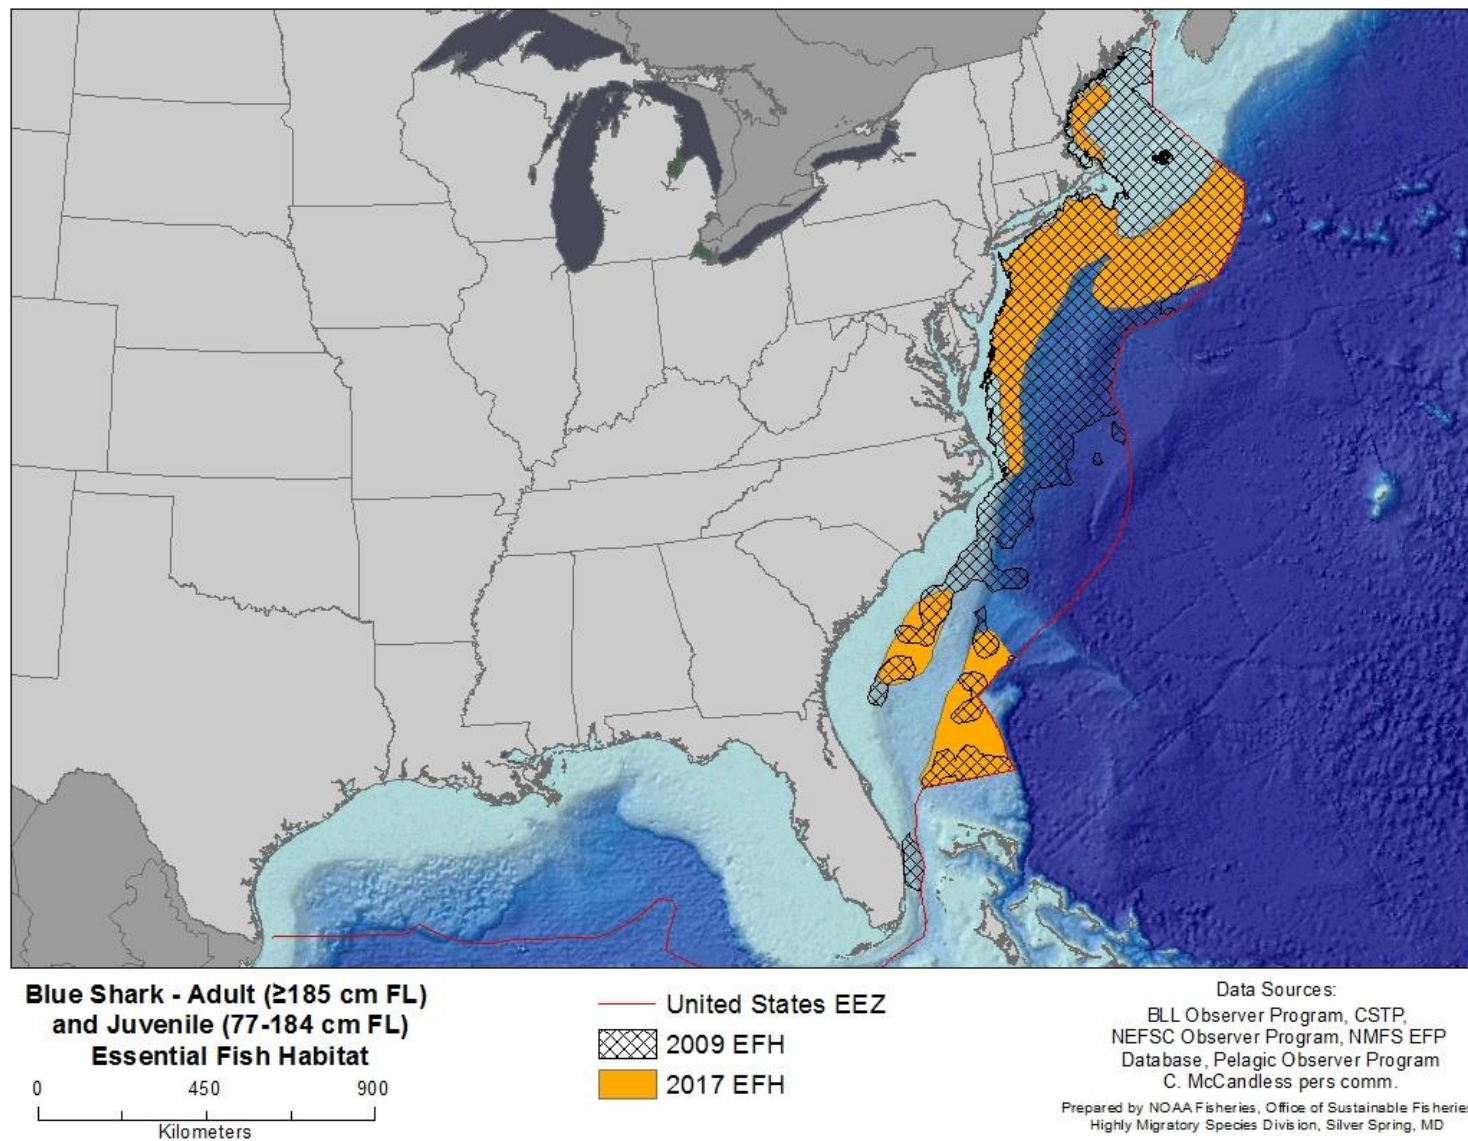 Blue Shark - Adult (≥185 cm FL)
and Juvenile (77-184 cm FL)
Essential Fish Habitat
0 450 900
Kilometers
United States EEZ
2009 EFH
2017 EFH
Data Sources:
BLL Observer Program, CSTP,
NEFSC Observer Program, NMFS EFP
Database, Pelagic Observer Program
C. McCandless pers comm.
Prepared by NOAA Fisheries, Office of Sustainable Fisheries
Highly Migratory Species Division, Silver Spring, MD